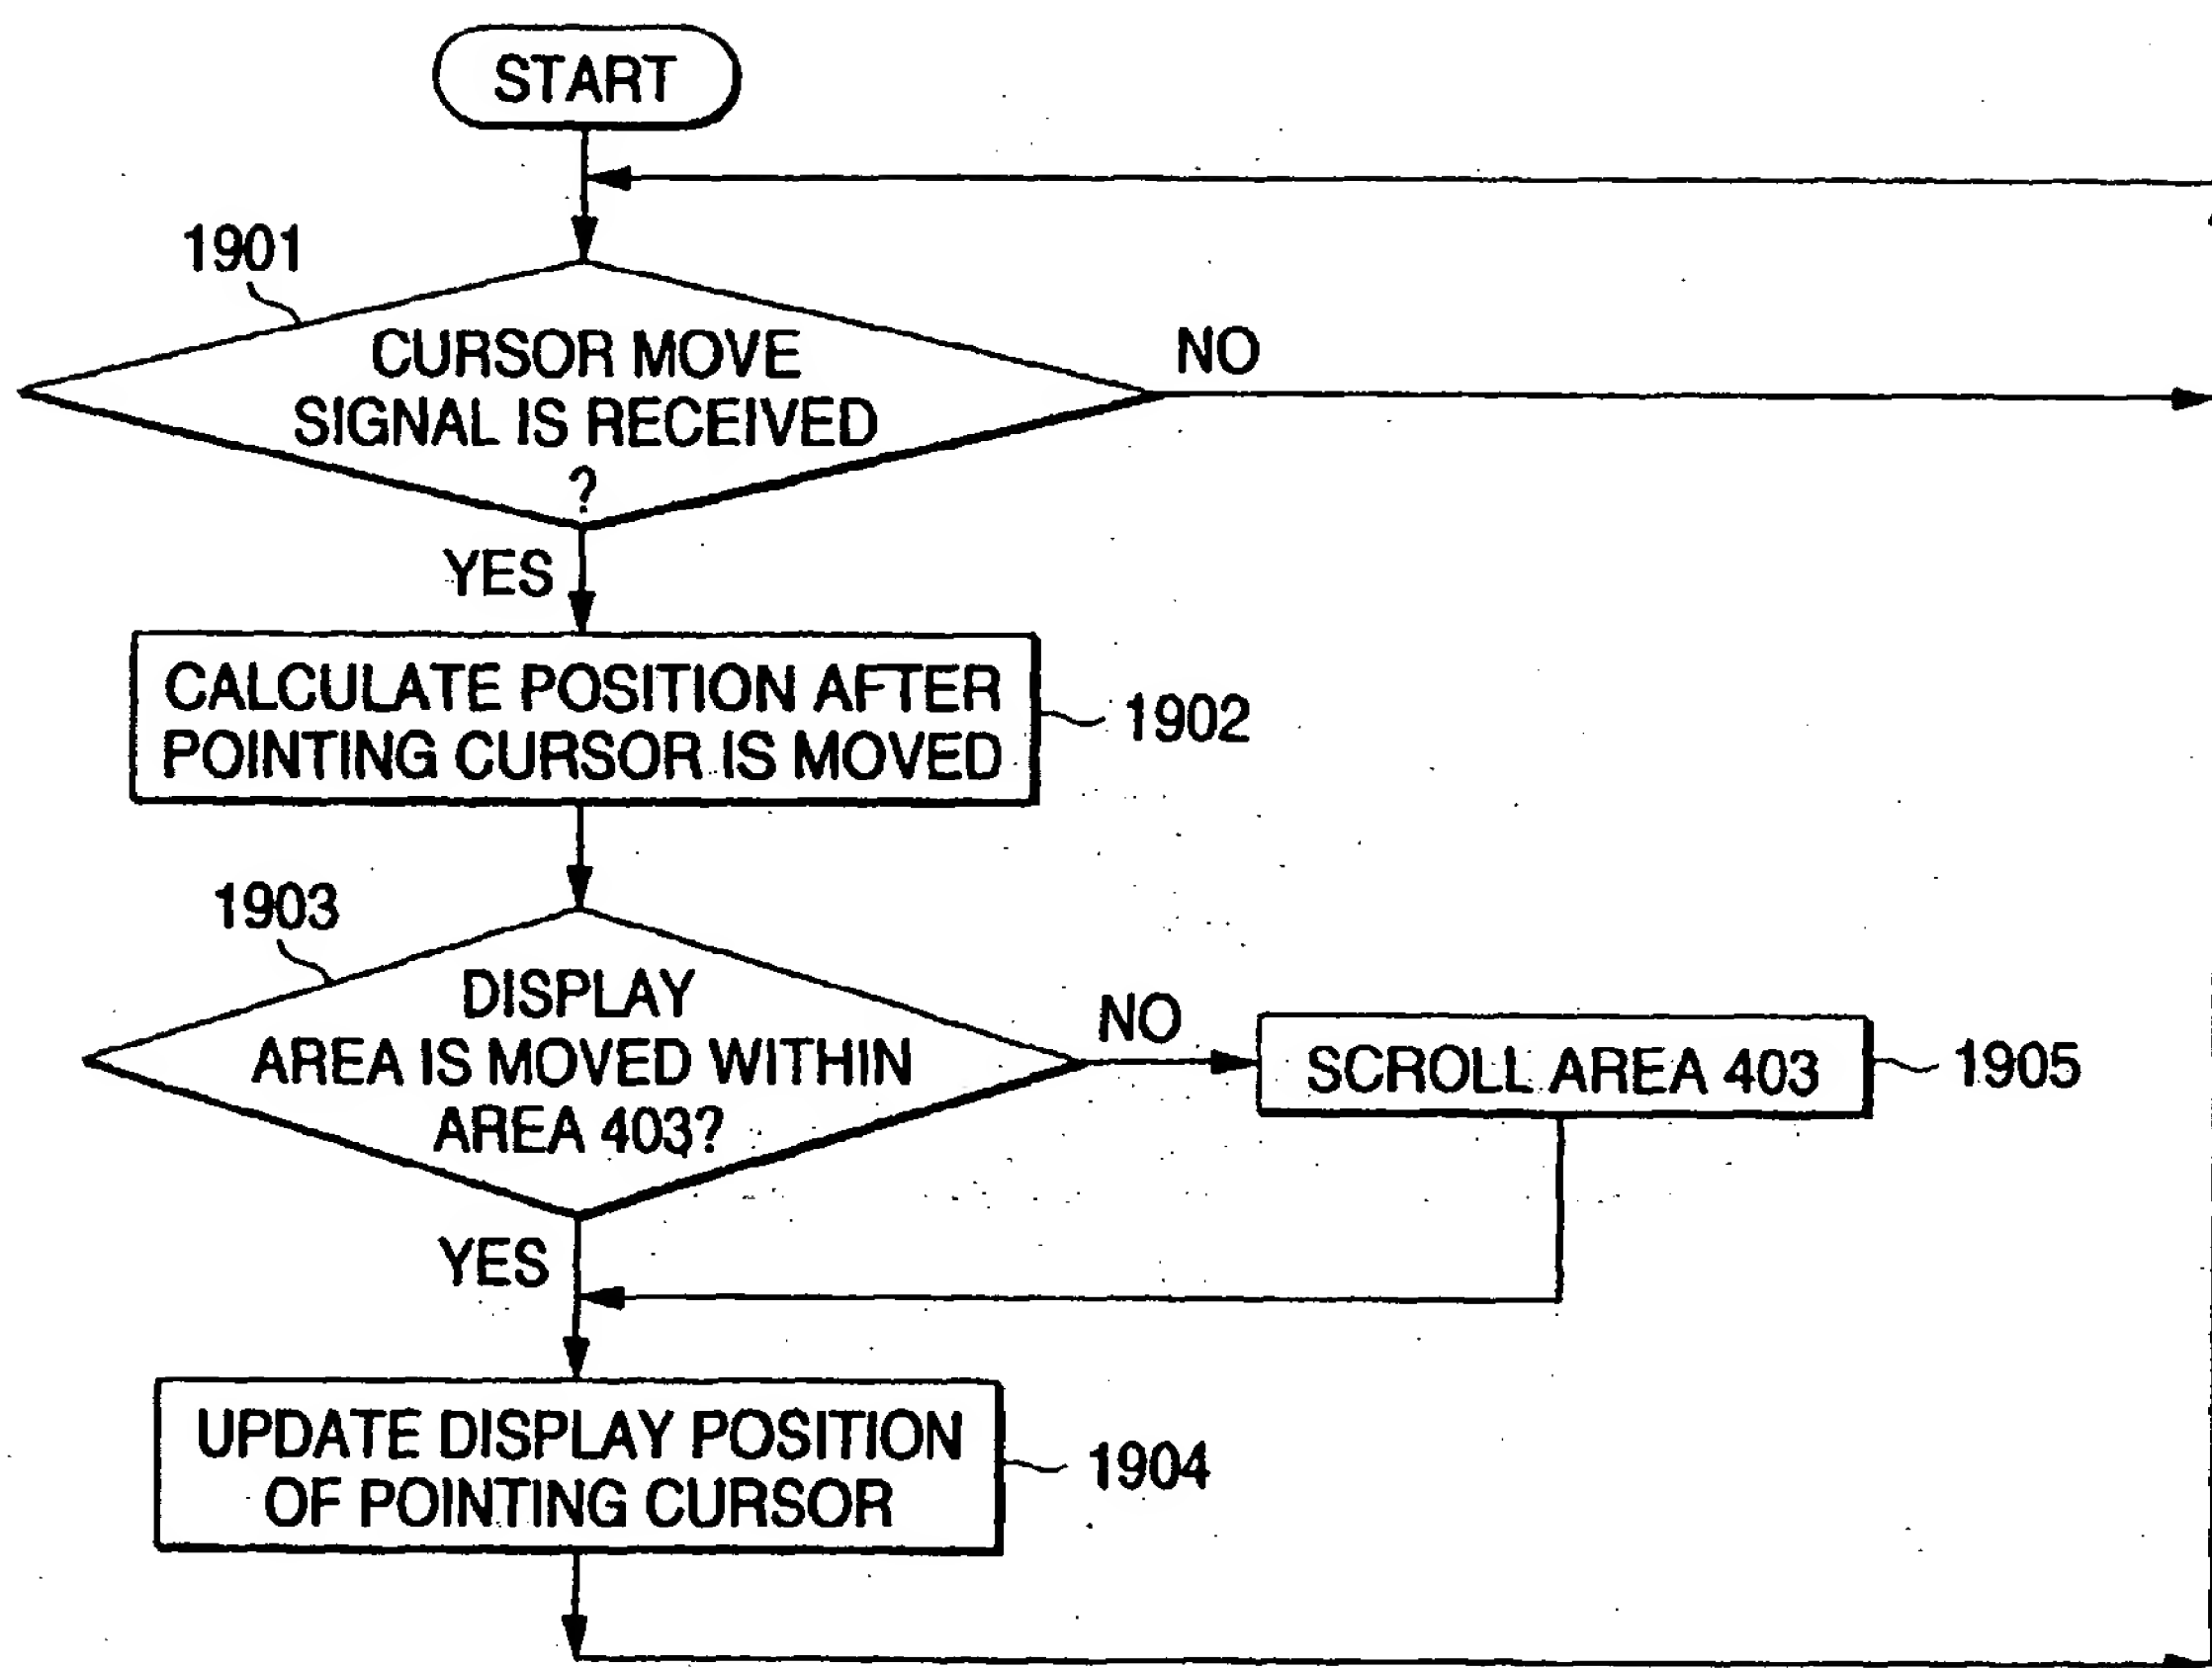 START
1901
CURSOR MOVE
SIGNAL IS RECEIVED
?
NO
YES
CALCULATE POSITION AFTER
POINTING CURSOR IS MOVED
1902
1903
DISPLAY
AREA IS MOVED WITHIN
AREA 403?
NO
SCROLL AREA 403
1905
YES
UPDATE DISPLAY POSITION
OF POINTING CURSOR
1904